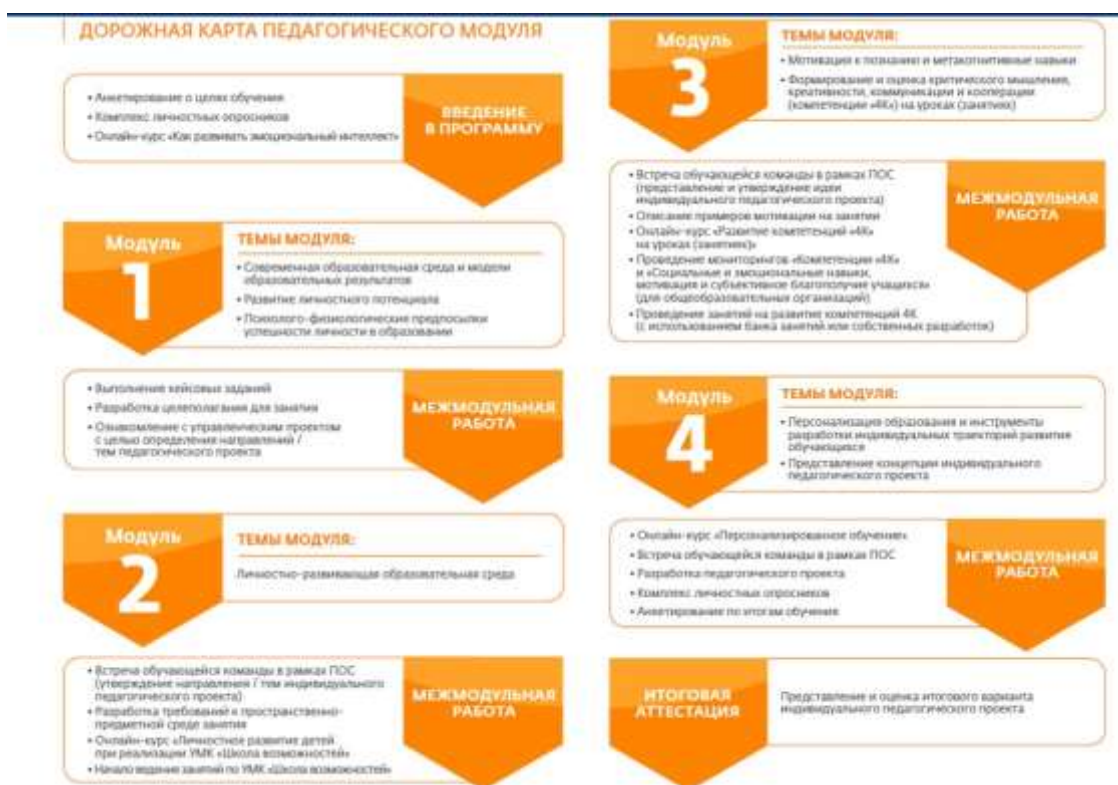 ДОРОЖНАЯ КАРТА ПЕДАГОГИЧЕСКОГО МОДУЛЯ
• Анкетирование о целях обучения
• Комплекс личностных опросников
• Онлайн-курс «Как развивать эмоциональный интеллект»
ВВЕДЕНИЕ
В ПРОГРАММУ
Модуль
1
ТЕМЫ МОДУЛЯ:
• Современная образовательная среда и модели
образовательных результатов
• Развитие личностного потенциала
• Психолого-физиологические предпосылки
успешности личности в образовании
• Выполнение кейсовых заданий
• Разработка целеполагания для занятия
• Ознакомление с управленческим проектом
с целью определения направлений /
тем педагогического проекта
МЕЖМОДУЛЬНАЯ
РАБОТА
Модуль
2
ТЕМЫ МОДУЛЯ:
Личностно-развивающая образовательная среда
• Встреча обучающейся команды в рамках ПОС
(утверждение направления / тем индивидуального
педагогического проекта)
• Разработка требований к пространственно-
предметной среде занятия
• Онлайн-курс «Личностное развитие детей
при реализации УМК «Школа возможностей»
• Начало ведение занятий по УМК «Школа возможностей»
МЕЖМОДУЛЬНАЯ
РАБОТА
Модуль
3
ТЕМЫ МОДУЛЯ:
• Мотивация к познанию и метакогнитивные навыки
• Формирование и оценка критического мышления,
креативности, коммуникации и кооперации
(компетенции «4К») на уроках (занятиях)
• Встреча обучающейся команды в рамках ПОС
(представление и утверждение идеи
индивидуального педагогического проекта)
• Описание примеров мотивации на занятии
• Онлайн-курс «Развитие компетенций «4К»
на уроках (занятиях)»
• Проведение мониторингов «Компетенции «4К»
и «Социальные и эмоциональные навыки,
мотивация и субъективное благополучие учащихся»
(для общеобразовательных организаций)
• Проведение занятий на развитие компетенций 4К
(с использованием банка занятий или собственных разработок)
МЕЖМОДУЛЬНАЯ
РАБОТА
Модуль
4
ТЕМЫ МОДУЛЯ:
• Персонализация образования и инструменты
разработки индивидуальных траекторий развития
обучающихся
• Представление концепции индивидуального
педагогического проекта
• Онлайн-курс «Персонализированное обучение»
• Встреча обучающейся команды в рамках ПОС
• Разработка педагогического проекта
• Комплекс личностных опросников
• Анкетирование по итогам обучения
МЕЖМОДУЛЬНАЯ
РАБОТА
ИТОГОВАЯ
АТТЕСТАЦИЯ
Представление и оценка итогового варианта
индивидуального педагогического проекта